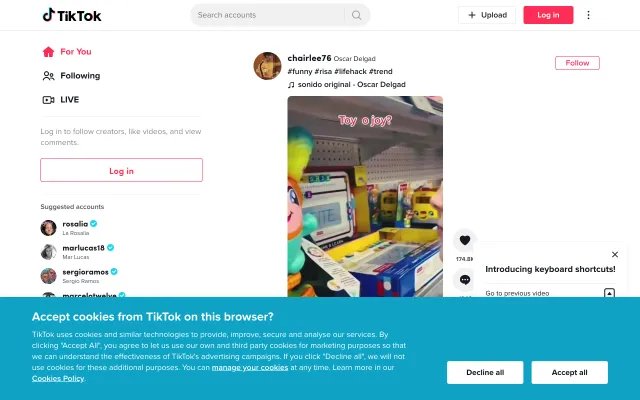 TikTok
Search accounts
Upload
Log in
For You
Following
LIVE
Log in to follow creators, like videos, and view
comments.
Log in
Suggested accounts
rosalia
La Rosalia
marlucas18
Mar Lucas
sergioramos
Sergio Ramos
marcelotwelve
chairlee76 Oscar Delgad
#funny #risa #lifehack #trend
sonido original - Oscar Delgad
Follow
Toy o joy?
174.8K
Introducing keyboard shortcuts!
Go to previous video
Accept cookies from TikTok on this browser?
TikTok uses cookies and similar technologies to provide, improve, secure and analyse our services. By
clicking "Accept All", you agree to let us use our own and third party cookies for marketing purposes so that
we can understand the effectiveness of TikTok's advertising campaigns. If you click "Decline all", we will
not use cookies for these additional purposes. You can manage your cookies at any time. Learn more in our
Cookies Policy.
Decline all
Accept all